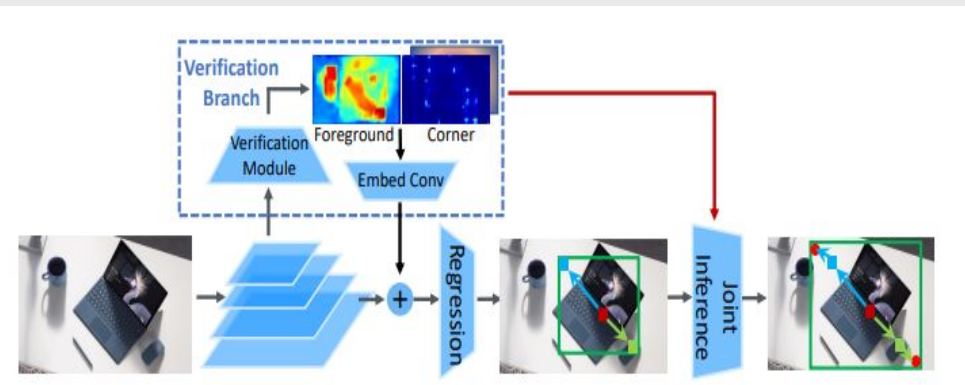 Verification
Branch
Verification
Module
Foreground
Corner
Embed Conv
+
Regression
Joint
Inference